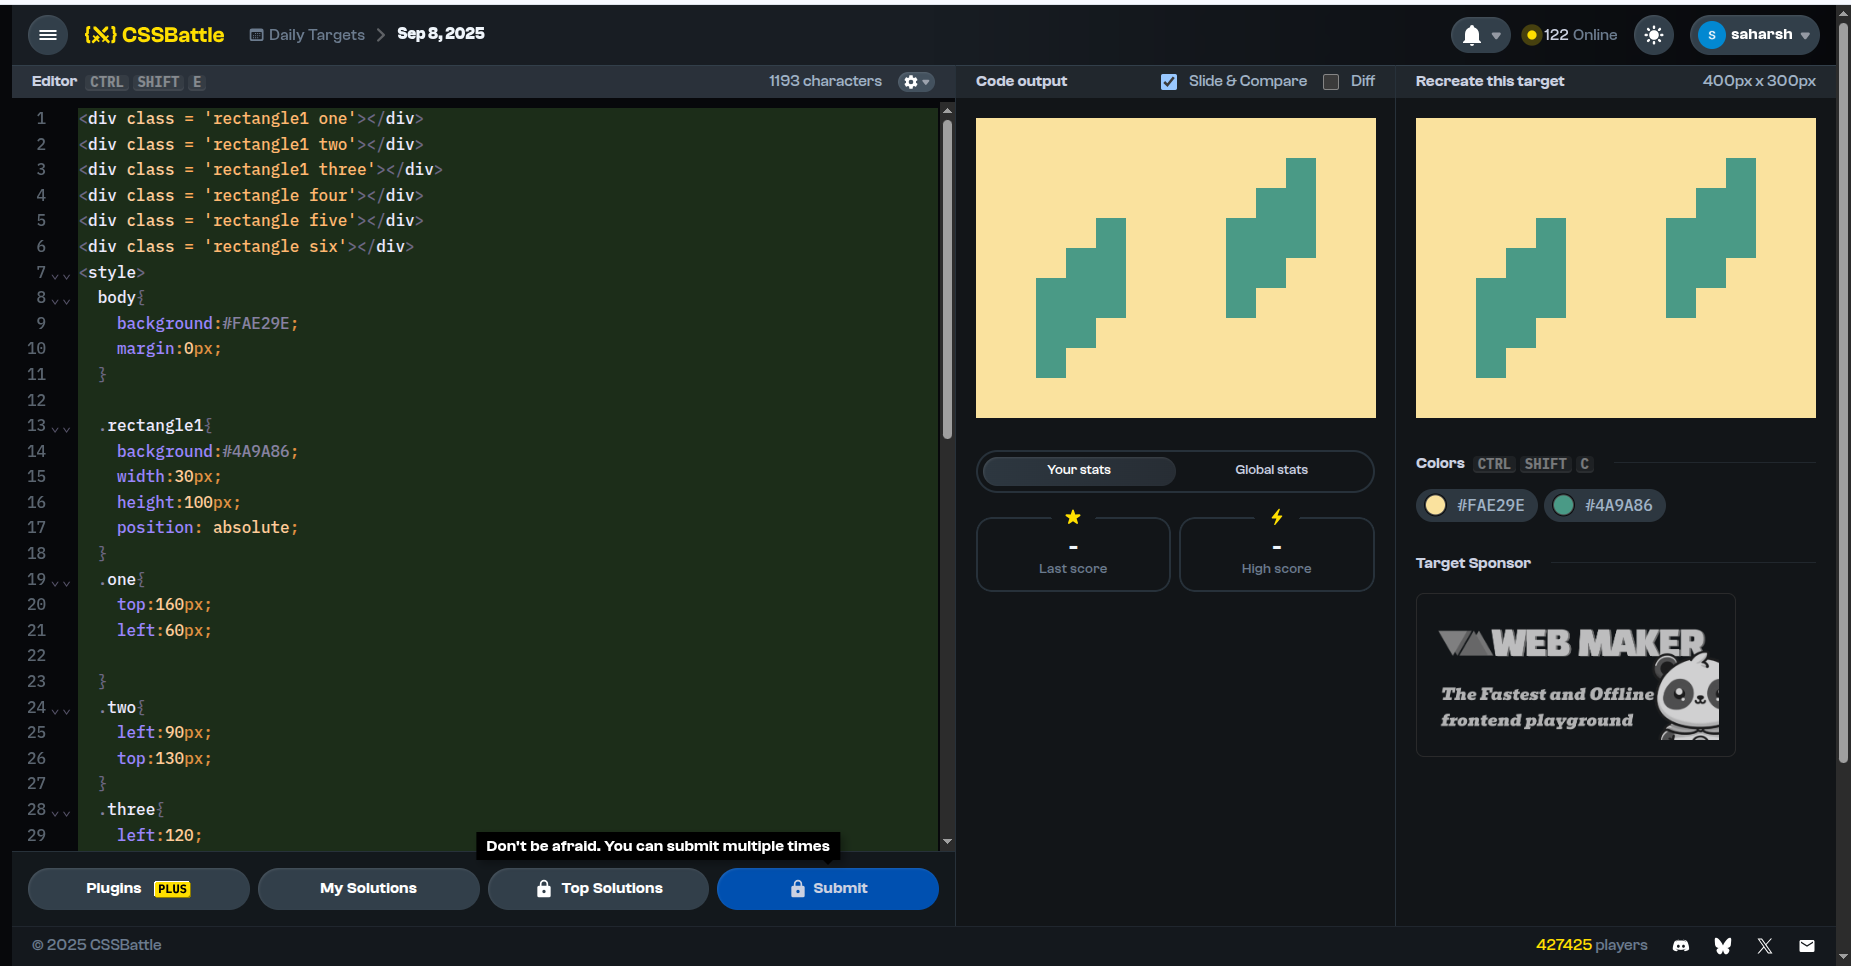 CSSBattle
Daily Targets
Sep 8, 2025
122 Online
S
saharsh
Editor CTRL SHIFT E
1193 characters
Code output
Slide & Compare
Diff
Recreate this target
400px x 300px
1 <div class = 'rectangle1 one'></div>
2 <div class = 'rectangle1 two'></div>
3 <div class = 'rectangle1 three'></div>
4 <div class = 'rectangle four'></div>
5 <div class = 'rectangle five'></div>
6 <div class = 'rectangle six'></div>
7 <style>
8 body{
9 background:#FAE29E;
10 margin:0px;
11 }
12
13 .rectangle1{
14 background:#4A9A86;
15 width:30px;
16 height:100px;
17 position: absolute;
18 }
19 .one{
20 top:160px;
21 left:60px;
22
23 }
24 .two{
25 left:90px;
26 top:130px;
27 }
28 .three{
29 left:120;
Don't be afraid. You can submit multiple times
Plugins PLUS
My Solutions
Top Solutions
Submit
Your stats
Global stats
-
Last score
-
High score
Colors CTRL SHIFT C
#FAE29E
#4A9A86
Target Sponsor
WEB MAKER
The Fastest and Offline
frontend playground
© 2025 CSSBattle
427425 players